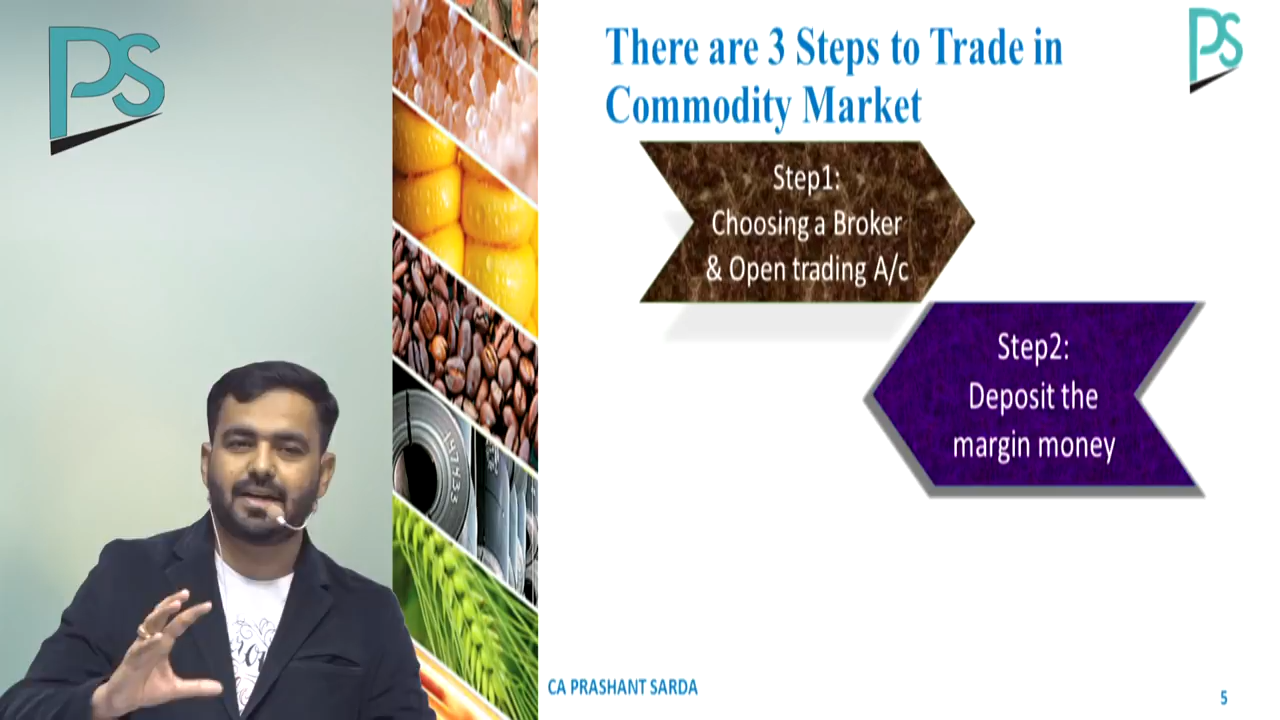 PS
There are 3 Steps to Trade in
Commodity Market
PS
Step1:
Choosing a Broker
& Open trading A/c
Step2:
Deposit the
margin money
CA PRASHANT SARDA
5